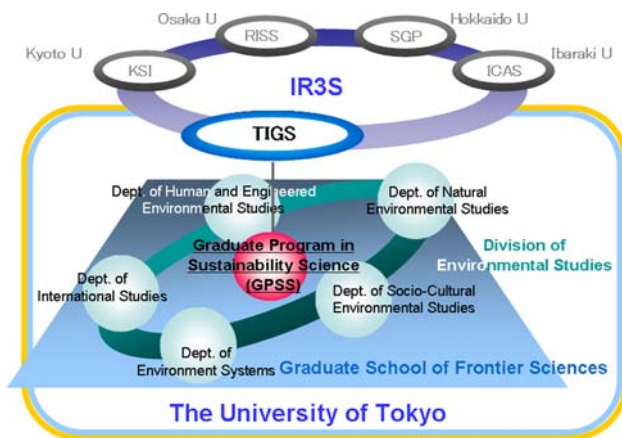 Osaka U
Hokkaido U
Kyoto U
RISS
SGP
Ibaraki U
KSI
ICAS
IR3S
TIGS
Dept. of Human and Engineered
Environmental Studies
Dept. of Natural
Environmental Studies
Graduate Program in
Sustainability Science
(GPSS)
Division of
Environmental Studies
Dept. of
International Studies
Dept. of Socio-Cultural
Environmental Studies
Dept. of
Environment Systems
Graduate School of Frontier Sciences
The University of Tokyo